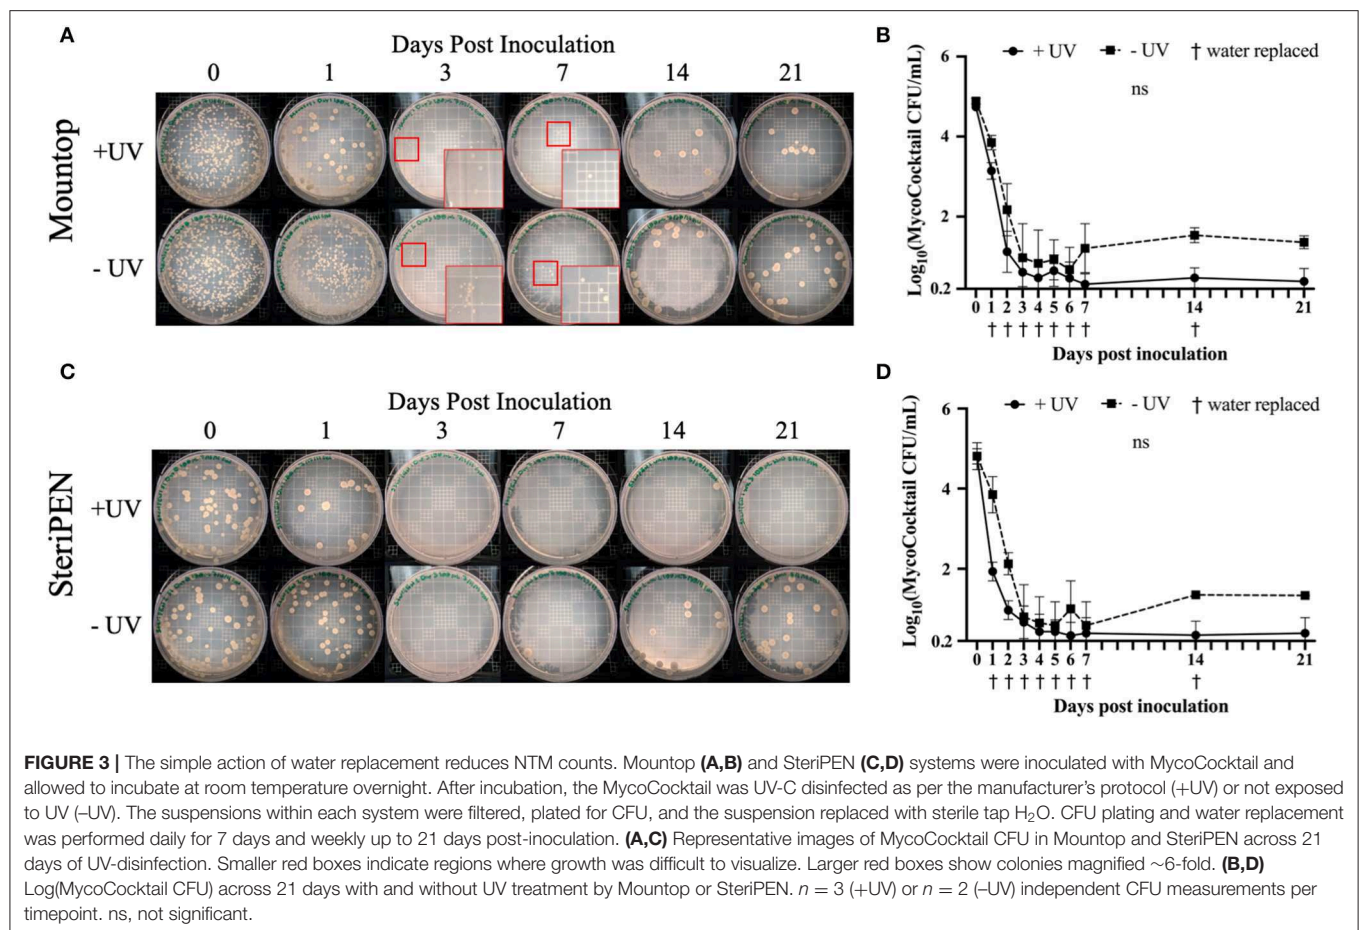 A
Days Post Inoculation
0 1 3 7 14 21
Mountop
+UV
- UV
B
+ UV - UV † water replaced
ns
Log10(MycoCocktail CFU/mL)
6
4
2
0.2
0 1 2 3 4 5 6 7 14 21
† † † † † † † †
Days post inoculation
C
Days Post Inoculation
0 1 3 7 14 21
SteriPEN
+UV
- UV
D
+ UV - UV † water replaced
ns
Log10(MycoCocktail CFU/mL)
6
4
2
0.2
0 1 2 3 4 5 6 7 14 21
† † † † † † † †
Days post inoculation
FIGURE 3 | The simple action of water replacement reduces NTM counts. Mountop (A,B) and SteriPEN (C,D) systems were inoculated with MycoCocktail and
allowed to incubate at room temperature overnight. After incubation, the MycoCocktail was UV-C disinfected as per the manufacturer's protocol (+UV) or not exposed
to UV (–UV). The suspensions within each system were filtered, plated for CFU, and the suspension replaced with sterile tap H2O. CFU plating and water replacement
was performed daily for 7 days and weekly up to 21 days post-inoculation. (A,C) Representative images of MycoCocktail CFU in Mountop and SteriPEN across 21
days of UV-disinfection. Smaller red boxes indicate regions where growth was difficult to visualize. Larger red boxes show colonies magnified ∼6-fold. (B,D)
Log(MycoCocktail CFU) across 21 days with and without UV treatment by Mountop or SteriPEN. n = 3 (+UV) or n = 2 (–UV) independent CFU measurements per
timepoint. ns, not significant.